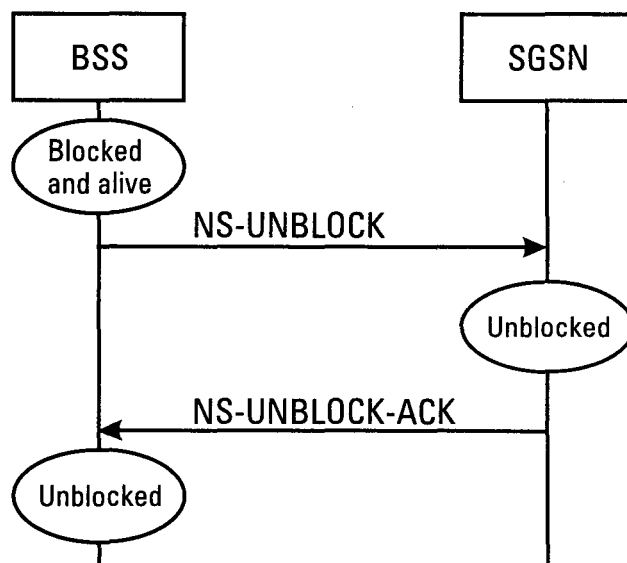 BSS
SGSN
Blocked
and alive
NS-UNBLOCK
Unblocked
NS-UNBLOCK-ACK
Unblocked